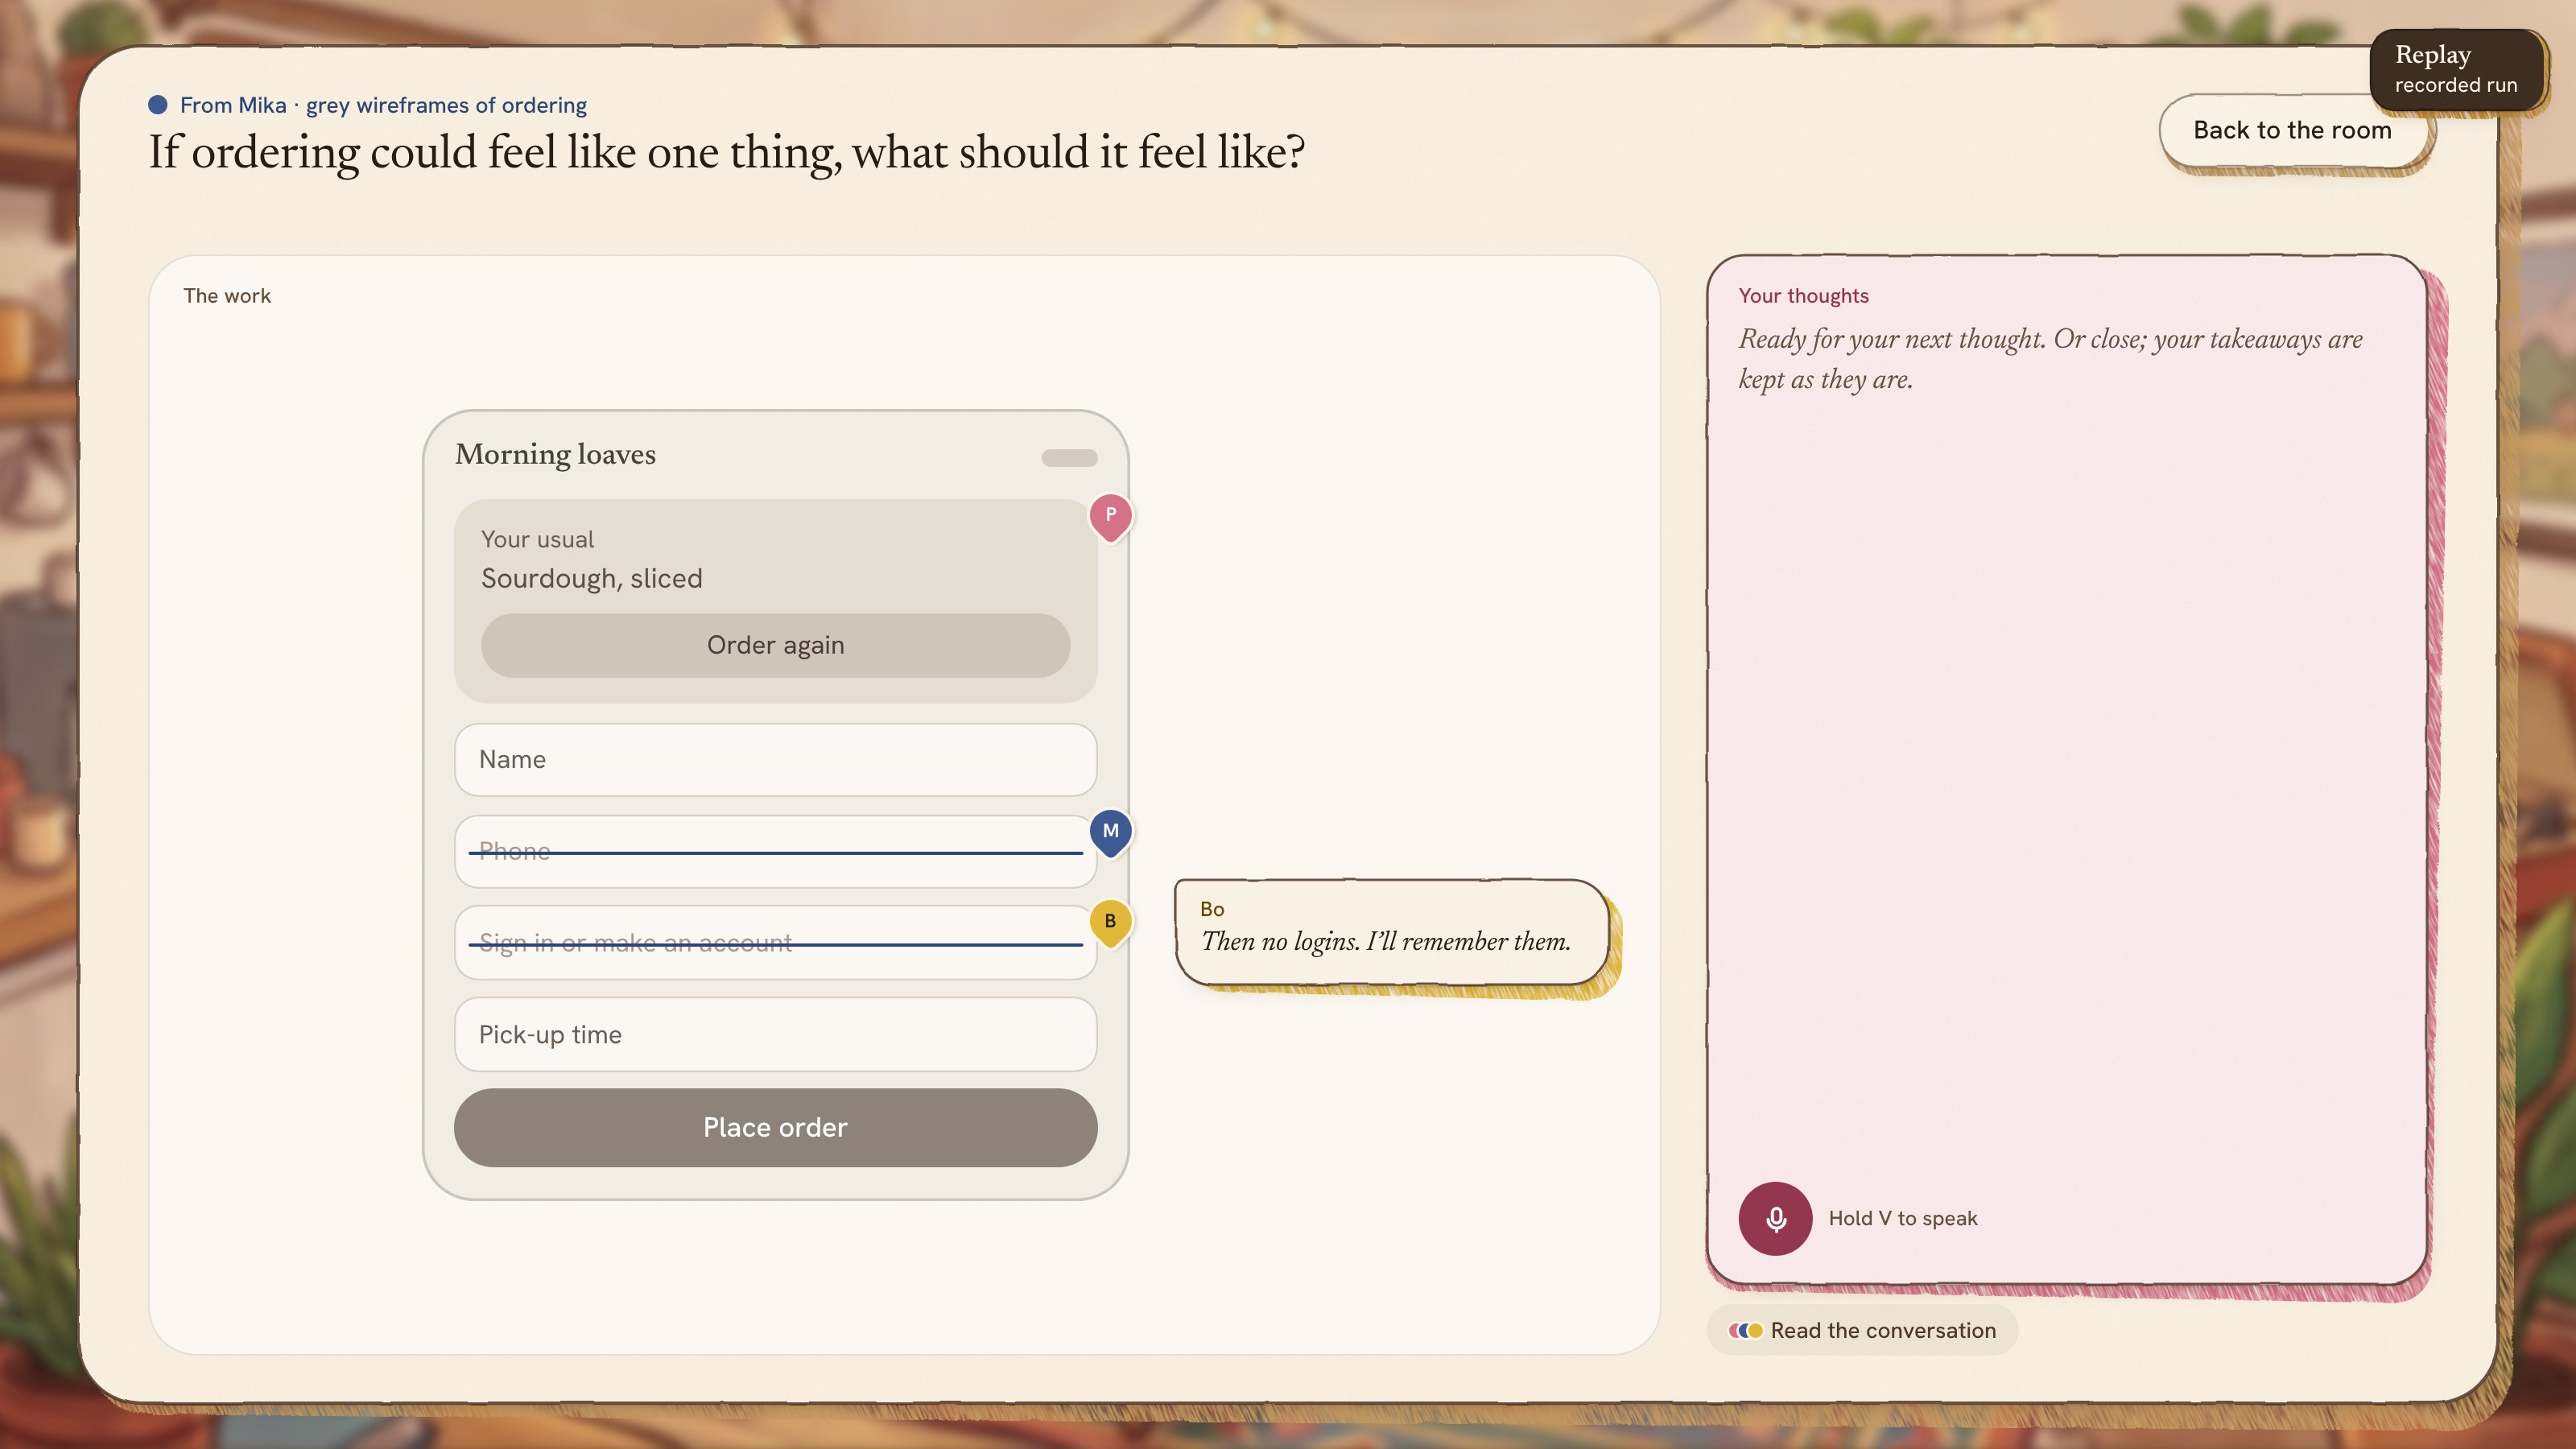 Replay
recorded run
From Mika · grey wireframes of ordering
If ordering could feel like one thing, what should it feel like?
Back to the room
The work
Morning loaves
P
Your usual
Sourdough, sliced
Order again
Name
M
Phone
B
Sign in or make an account
Bo
Then no logins. I’ll remember them.
Pick-up time
Place order
Your thoughts
Ready for your next thought. Or close; your takeaways are
kept as they are.
Hold V to speak
Read the conversation